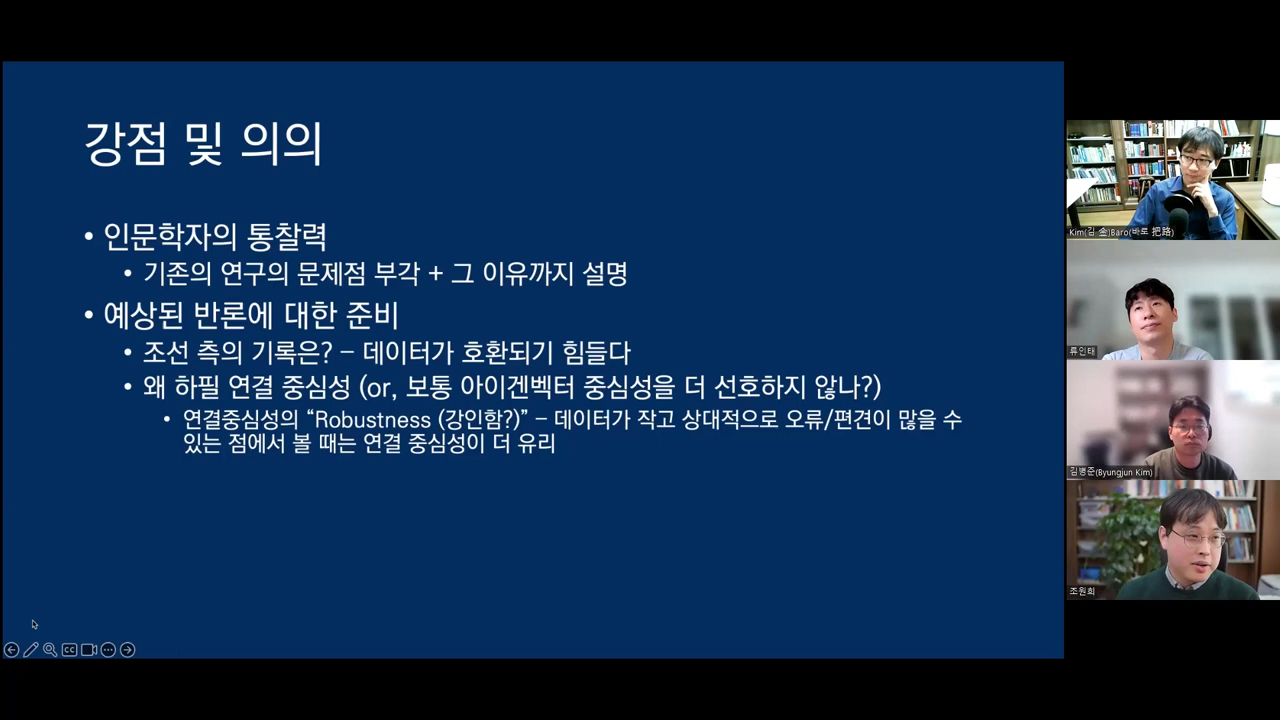 강점 및 의의
• 인문학자의 통찰력
• 기존의 연구의 문제점 부각 + 그 이유까지 설명
• 예상된 반론에 대한 준비
• 조선 측의 기록은? – 데이터가 호환되기 힘들다
• 왜 하필 연결 중심성 (or, 보통 아이겐벡터 중심성을 더 선호하지 않나?)
• 연결중심성의 “Robustness (강인함?)” – 데이터가 작고 상대적으로 오류/편견이 많을 수
있는 점에서 볼 때는 연결 중심성이 더 유리
Kim(김 金)Baro(바로 把路)
류인태
김병준(Byungjun Kim)
조원희
CC